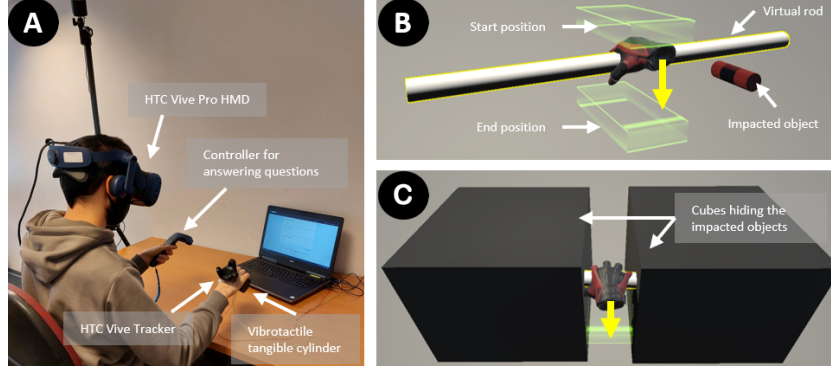 A
HTC Vive Pro HMD
Controller for
answering questions
HTC Vive Tracker
Vibrotactile
tangible cylinder
B
Start position
Virtual rod
End position
Impacted object
C
Cubes hiding the
impacted objects